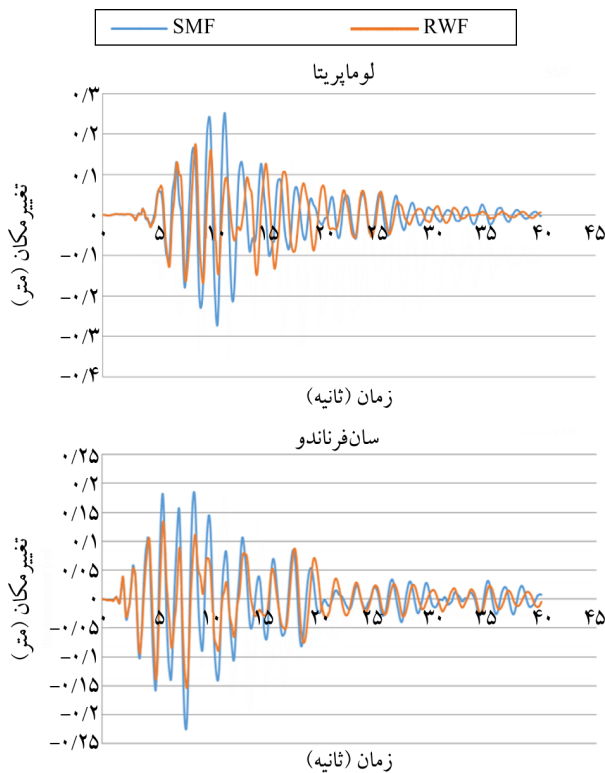 SMF RWF
لوماپریتا
۰/۳
۰/۲
۰/۱
۰
-۰/۱
-۰/۲
-۰/۳
-۰/۴
تغییرمکان (متر)
۰ ۵ ۱۰ ۱۵ ۲۰ ۲۵ ۳۰ ۳۵ ۴۰ ۴۵
زمان (ثانیه)
سان‌فرناندو
۰/۲۵
۰/۲
۰/۱۵
۰/۱
۰/۰۵
۰
-۰/۰۵
-۰/۱
-۰/۱۵
-۰/۲
-۰/۲۵
تغییرمکان (متر)
۰ ۵ ۱۰ ۱۵ ۲۰ ۲۵ ۳۰ ۳۵ ۴۰ ۴۵
زمان (ثانیه)